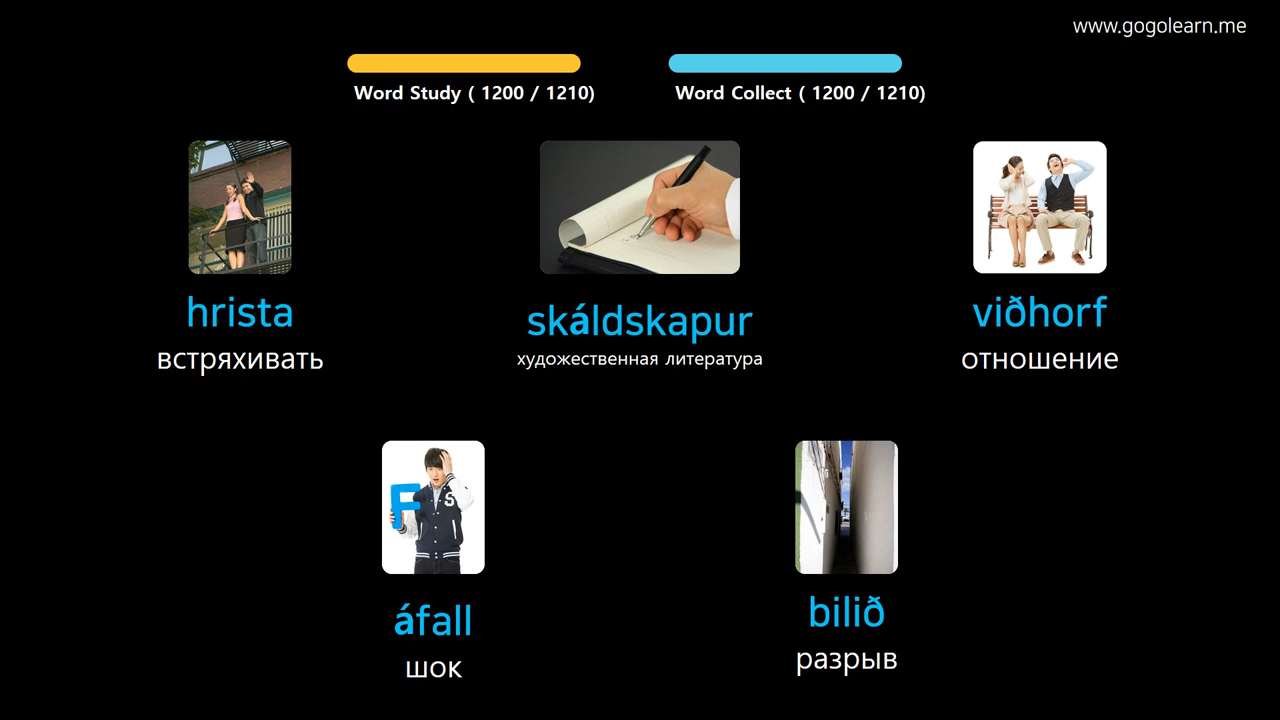 www.gogolearn.me
Word Study ( 1200 / 1210)
Word Collect ( 1200 / 1210)
hrista
встряхивать
skáldskapur
художественная литература
viðhorf
отношение
F
S
áfall
шок
bilið
разрыв